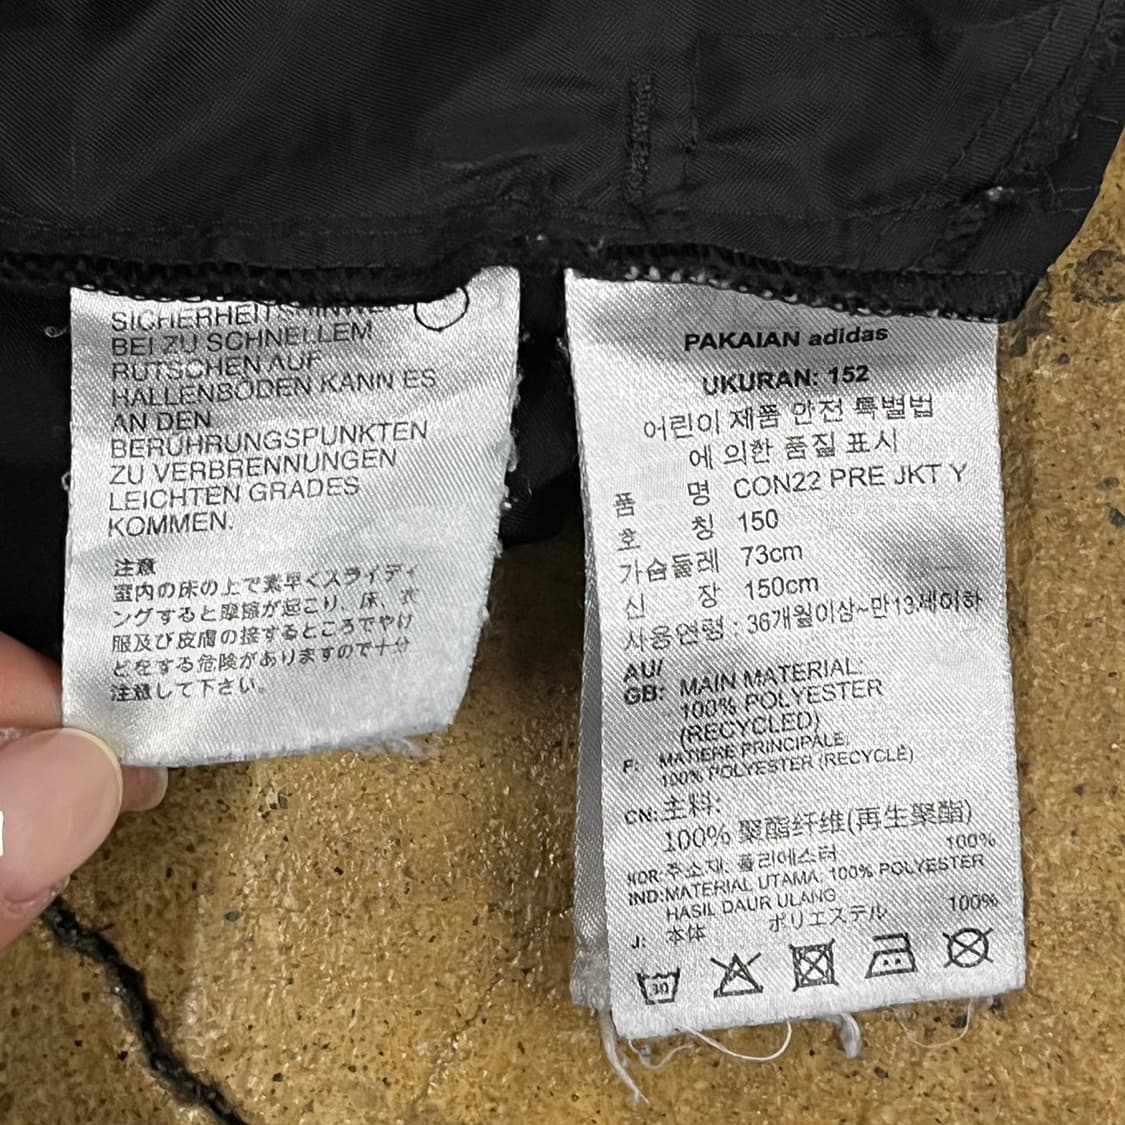 SICHERHEITSHINWEIS
BEI ZU SCHNELLEM
RUTSCHEN AUF
HALLENBÖDEN KANN ES
AN DEN
BERÜHRUNGSPUNKTEN
ZU VERBRENNUNGEN
LEICHTEN GRADES
KOMMEN.
注意
室内の床の上で素早くスライディ
ングすると摩擦が起こり、床、衣
服及び皮膚の接するところでやけ
どをする危険がありますので十分
注意して下さい。
PAKAIAN adidas
UKURAN: 152
어린이 제품 안전 특별법
에 의한 품질 표시
품 명 CON22 PRE JKT Y
호 칭 150
가슴둘레 73cm
신 장 150cm
사용연령 : 36개월이상~만13세이하
AU/
GB: MAIN MATERIAL:
100% POLYESTER
(RECYCLED)
F: MATIERE PRINCIPALE:
100% POLYESTER (RECYCLÉ)
CN: 主料:
100% 聚酯纤维(再生聚酯)
KOR: 주소재, 폴리에스터 100%
IND: MATERIAL UTAMA, 100% POLYESTER
HASIL DAUR ULANG
J: 本体 ポリエステル 100%
30